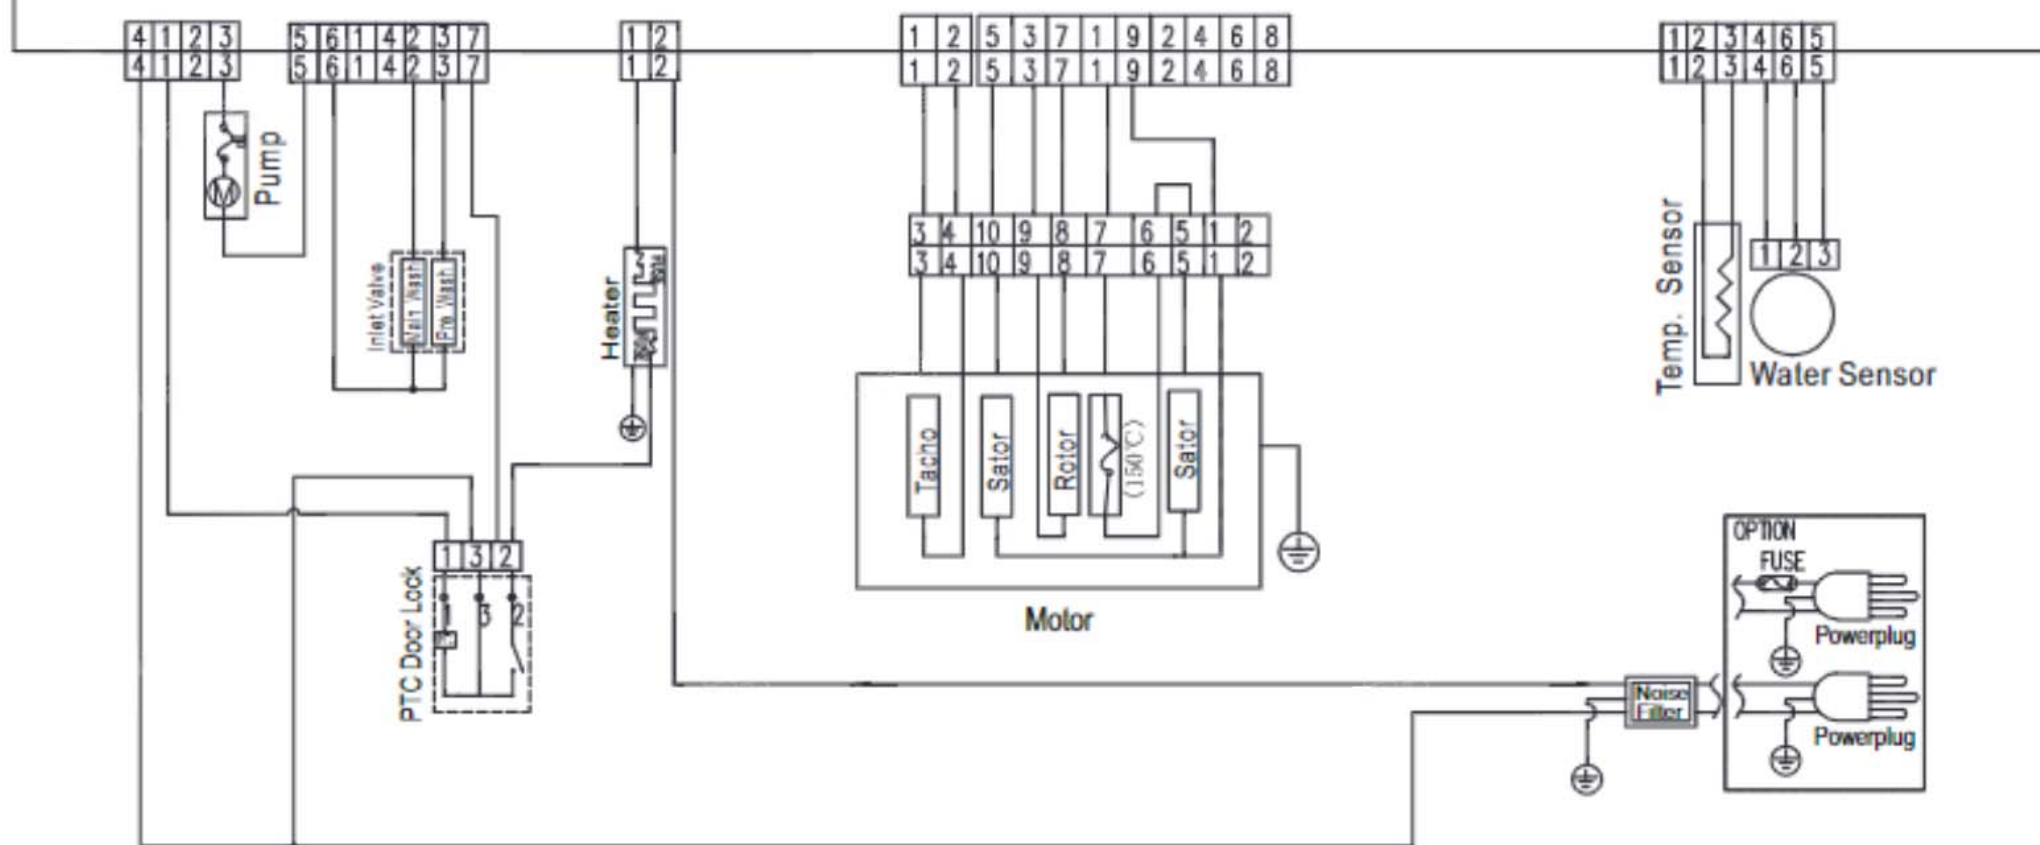 4 1 2 3
4 1 2 3
5 6 1 4 2 3 7
5 6 1 4 2 3 7
1 2
1 2
1 2
1 2
5 3 7 1 9 2 4 6 8
5 3 7 1 9 2 4 6 8
1 2 3 4 6 5
1 2 3 4 6 5
M
Pump
Inlet Valve
Main Wash
Pre Wash
Heater
3 4 10 9 8 7 6 5 1 2
3 4 10 9 8 7 6 5 1 2
Tacho
Sator
Rotor
(150℃)
Sator
Motor
Temp. Sensor
1 2 3
Water Sensor
1 3 2
PTC Door Lock
1 3 2
Noise
Filter
OPTION
FUSE
Powerplug
Powerplug